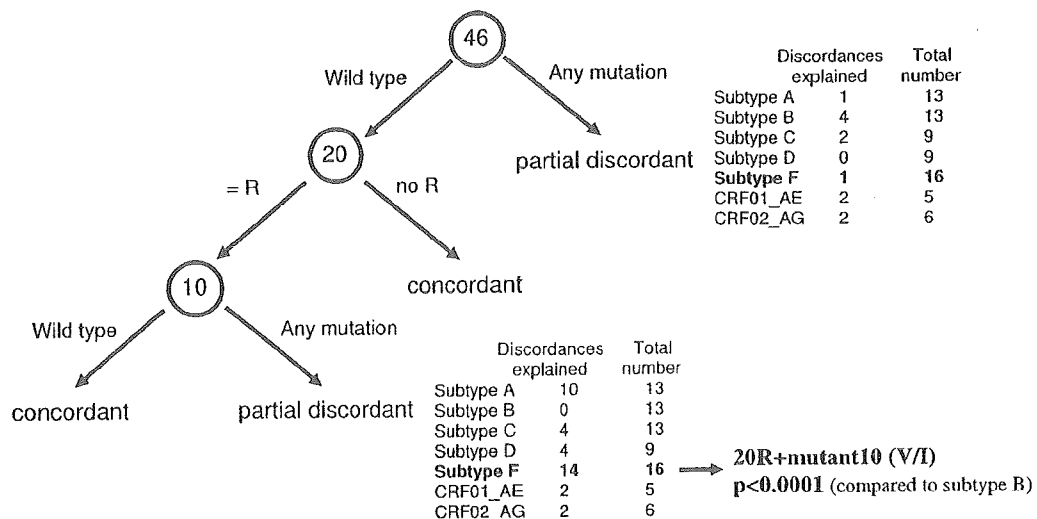 46
Wild type
Any mutation
Discordances Total
explained number
Subtype A 1 13
Subtype B 4 13
Subtype C 2 9
Subtype D 0 9
Subtype F 1 16
CRF01_AE 2 5
CRF02_AG 2 6
20
partial discordant
= R
no R
10
concordant
Wild type
Any mutation
concordant
partial discordant
Discordances Total
explained number
Subtype A 10 13
Subtype B 0 13
Subtype C 4 13
Subtype D 4 9
Subtype F 14 16
CRF01_AE 2 5
CRF02_AG 2 6
20R+mutant10 (V/I)
p<0.0001 (compared to subtype B)